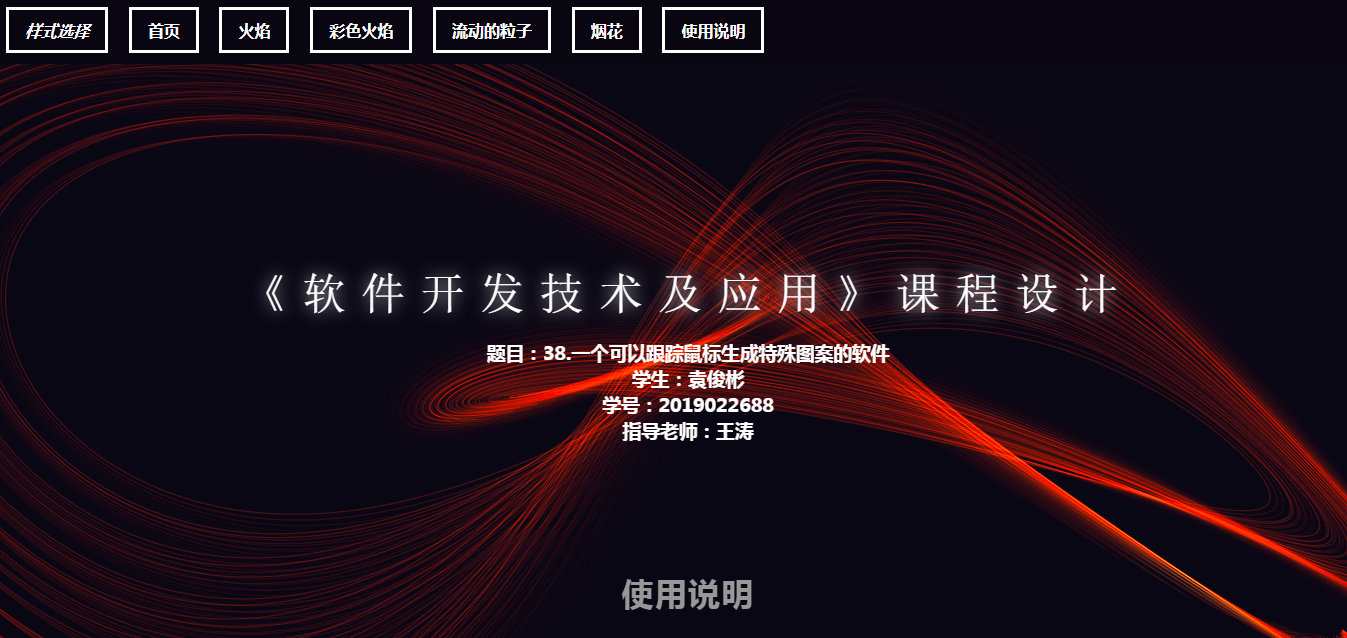 样式选择 首页 火焰 彩色火焰 流动的粒子 烟花 使用说明
《软件开发技术及应用》课程设计
题目：38.一个可以跟踪鼠标生成特殊图案的软件
学生：袁俊彬
学号：2019022688
指导老师：王涛
使用说明